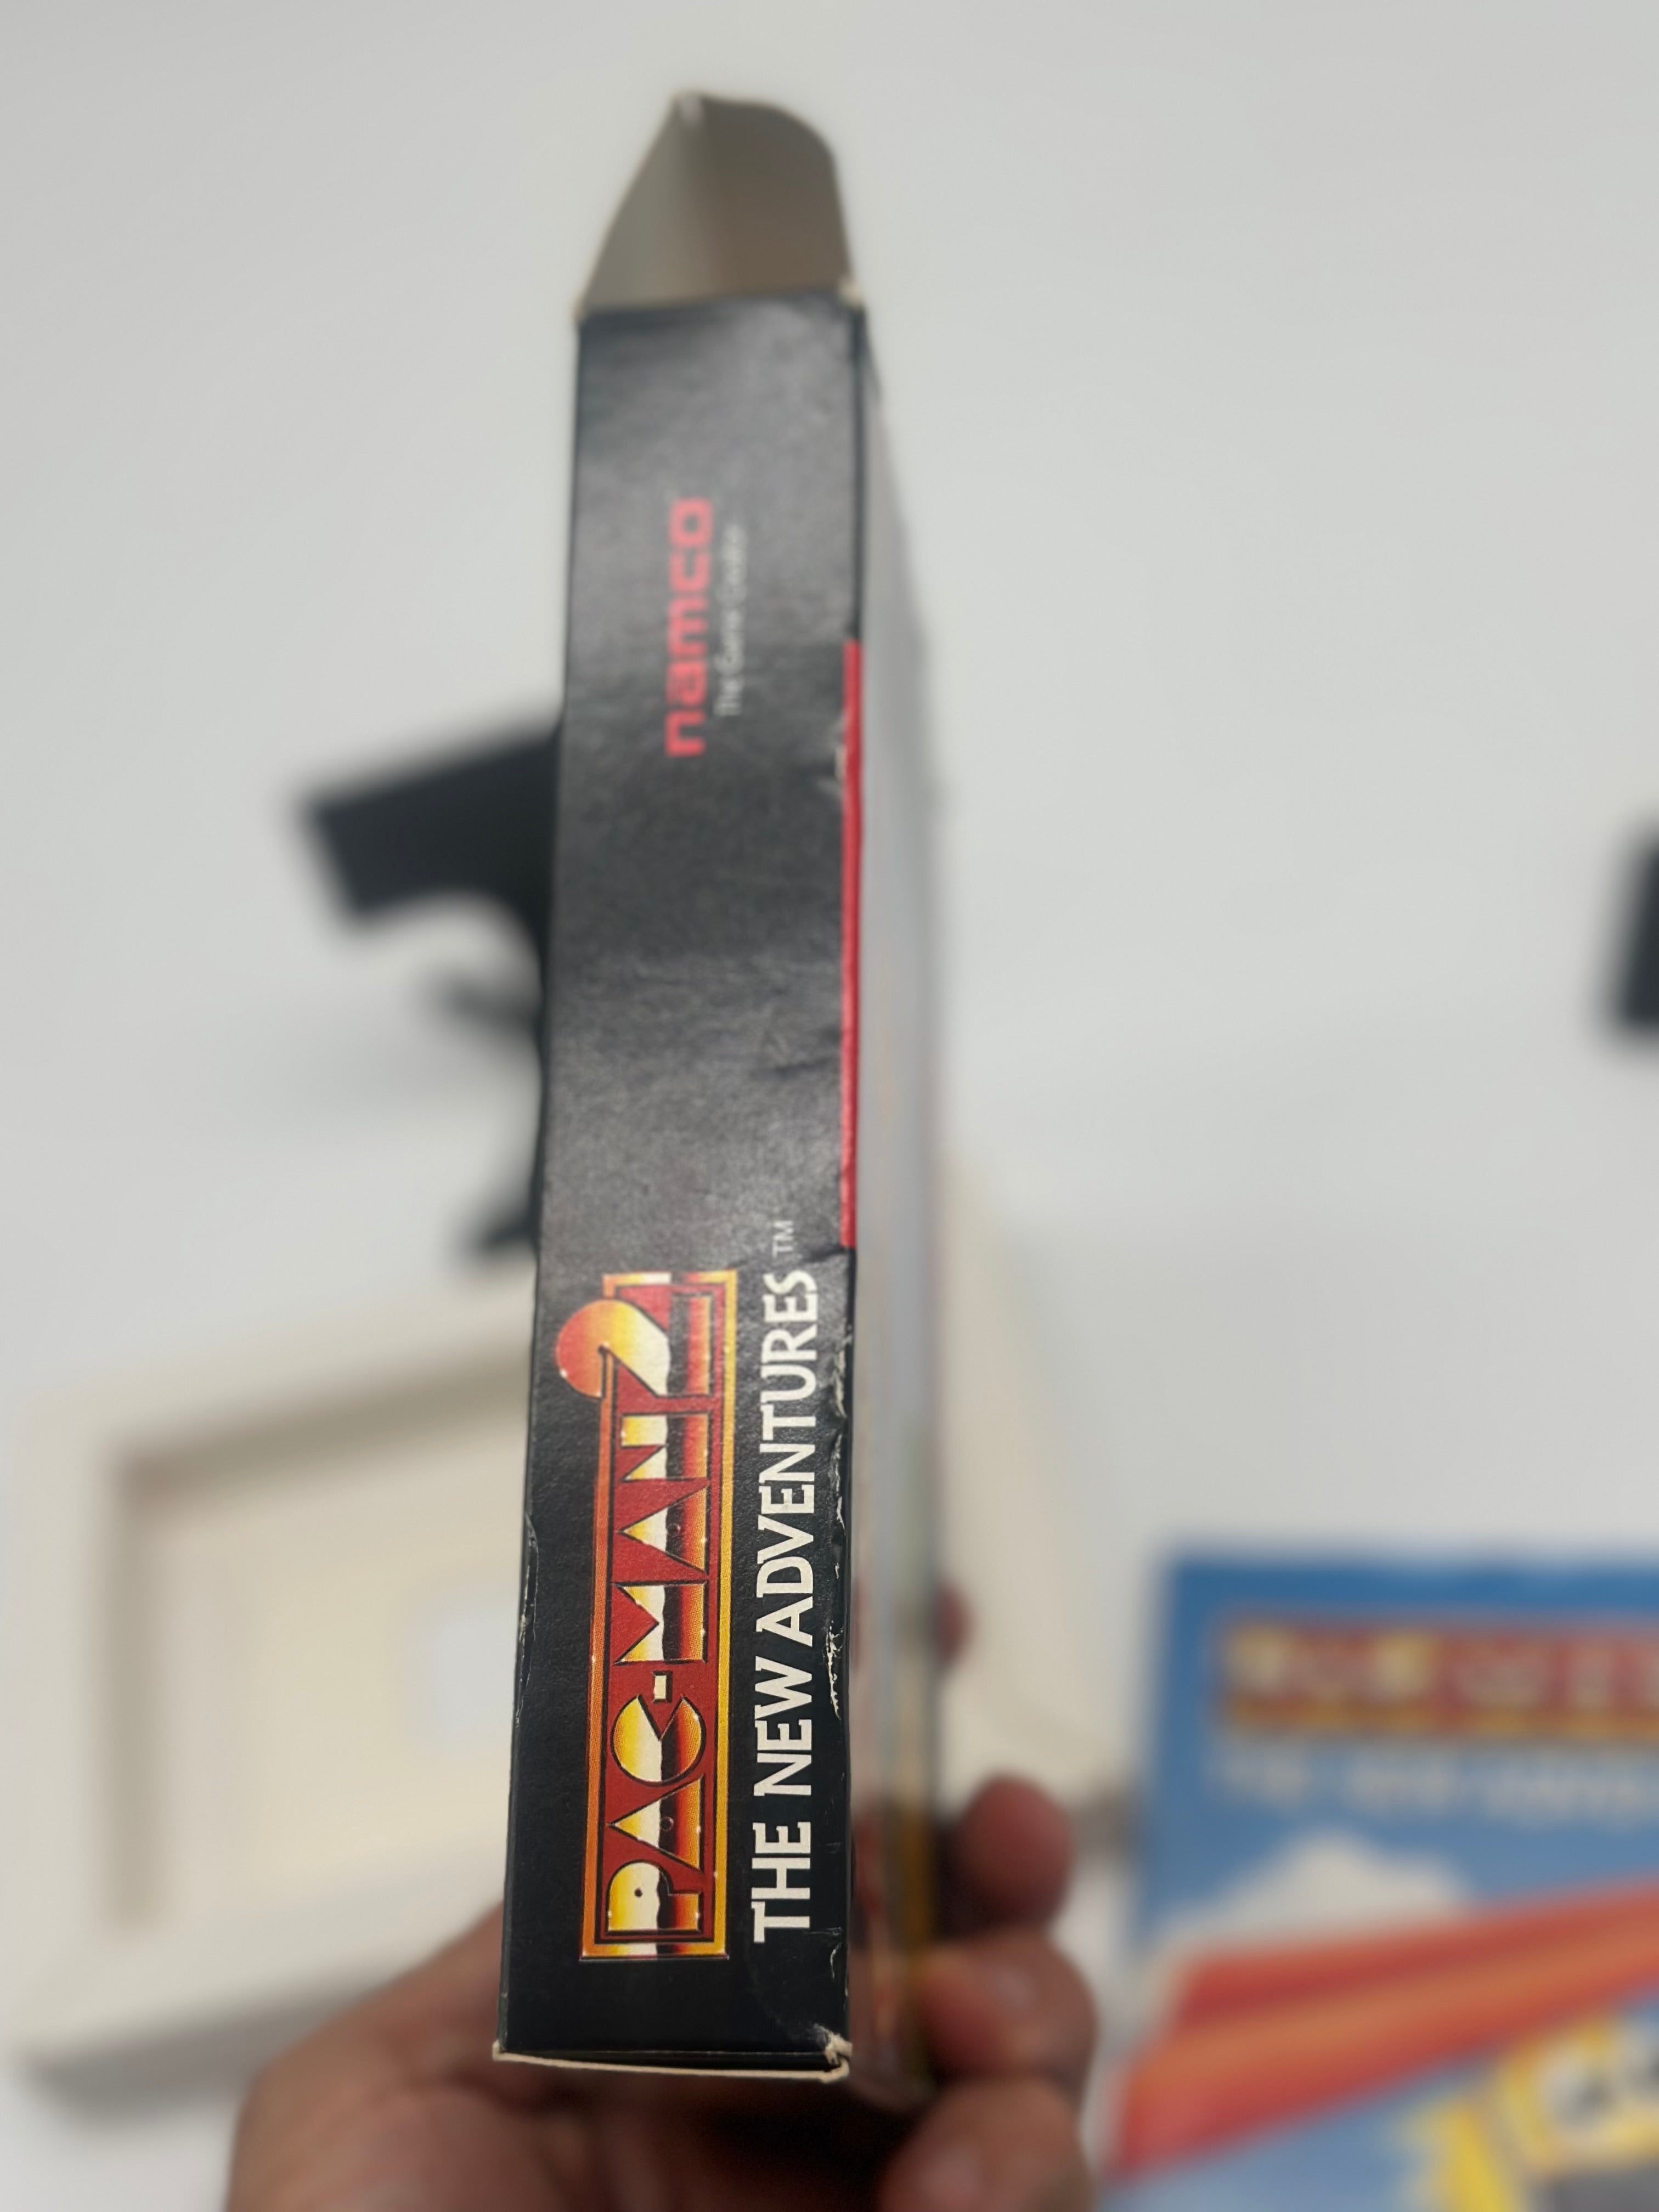 PAC-MAN 2
THE NEW ADVENTURES™
namco
The Game Creator